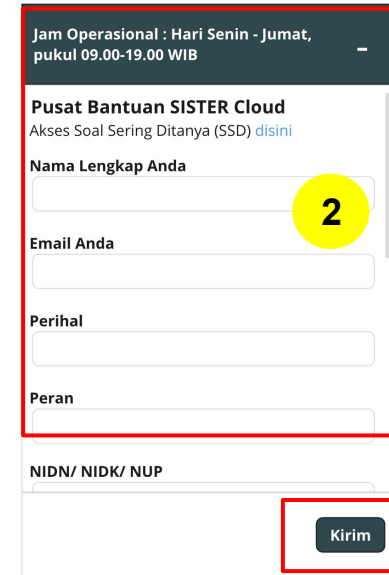 Jam Operasional : Hari Senin - Jumat,
pukul 09.00-19.00 WIB
–
Pusat Bantuan SISTER Cloud
Akses Soal Sering Ditanya (SSD) disini
Nama Lengkap Anda
2
Email Anda
Perihal
Peran
NIDN/ NIDK/ NUP
Kirim